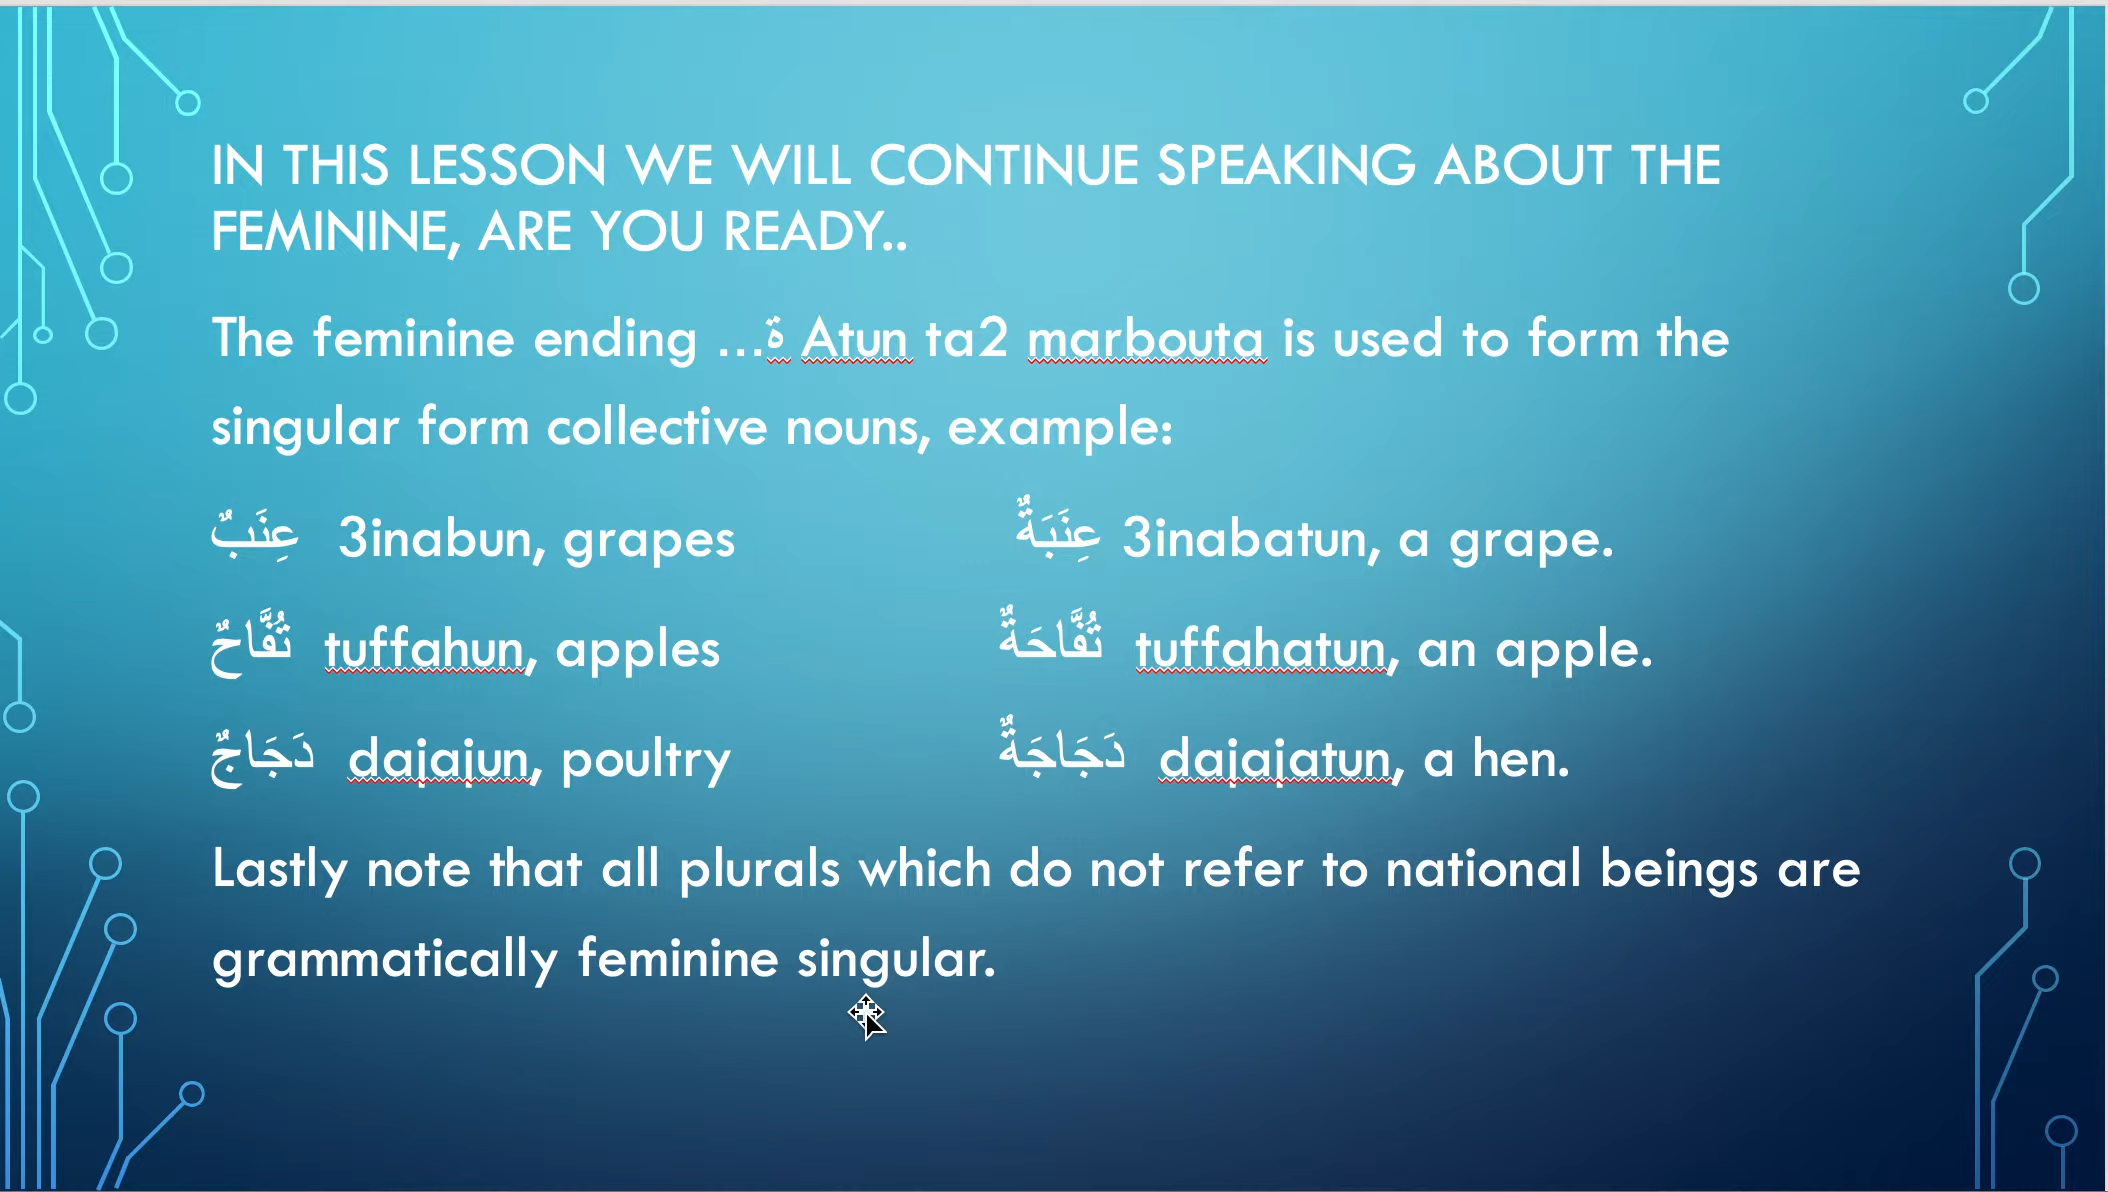 IN THIS LESSON WE WILL CONTINUE SPEAKING ABOUT THE
FEMININE, ARE YOU READY..
The feminine ending ...ة Atun ta2 marbouta is used to form the
singular form collective nouns, example:
عِنَبٌ 3inabun, grapes عِنَبَةٌ 3inabatun, a grape.
تُفَّاحٌ tuffahun, apples تُفَّاحَةٌ tuffahatun, an apple.
دَجَاجٌ dajajun, poultry دَجَاجَةٌ dajajatun, a hen.
Lastly note that all plurals which do not refer to national beings are
grammatically feminine singular.